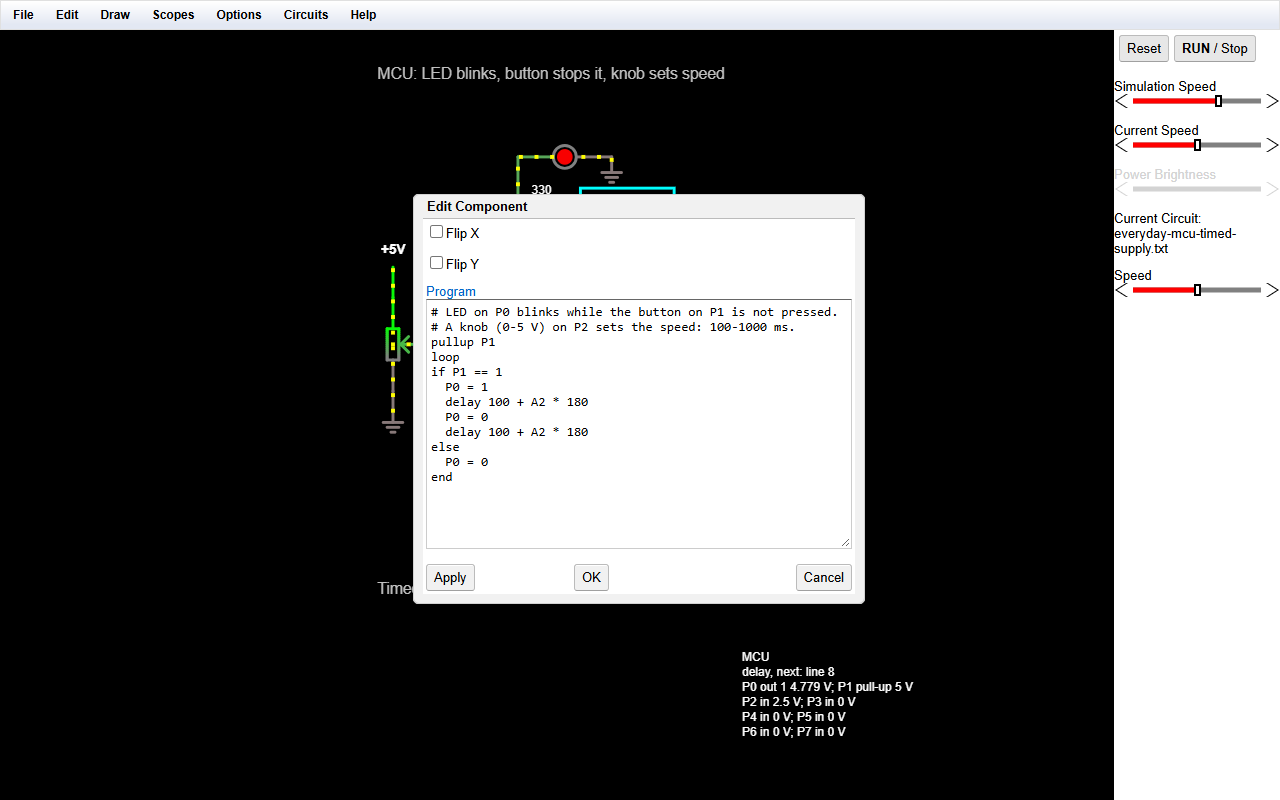 File Edit Draw Scopes Options Circuits Help
Reset RUN / Stop
MCU: LED blinks, button stops it, knob sets speed
Simulation Speed
Current Speed
Power Brightness
Current Circuit:
everyday-mcu-timed-
supply.txt
Speed
330
+5V
Edit Component
Flip X
Flip Y
Program
# LED on P0 blinks while the button on P1 is not pressed.
# A knob (0-5 V) on P2 sets the speed: 100-1000 ms.
pullup P1
loop
if P1 == 1
  P0 = 1
  delay 100 + A2 * 180
  P0 = 0
  delay 100 + A2 * 180
else
  P0 = 0
end
Apply OK Cancel
MCU
delay, next: line 8
P0 out 1 4.779 V; P1 pull-up 5 V
P2 in 2.5 V; P3 in 0 V
P4 in 0 V; P5 in 0 V
P6 in 0 V; P7 in 0 V